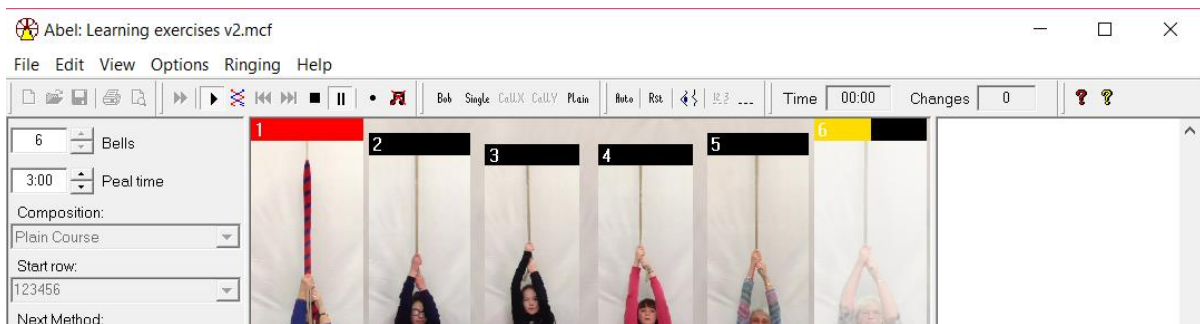 Abel: Learning exercises v2.mcf
File Edit View Options Ringing Help
Bob Single CallX CallY Plain Auto Rst Time 00:00 Changes 0
6 Bells
3:00 Peal time
Composition:
Plain Course
Start row:
123456
Next Method:
1 2 3 4 5 6